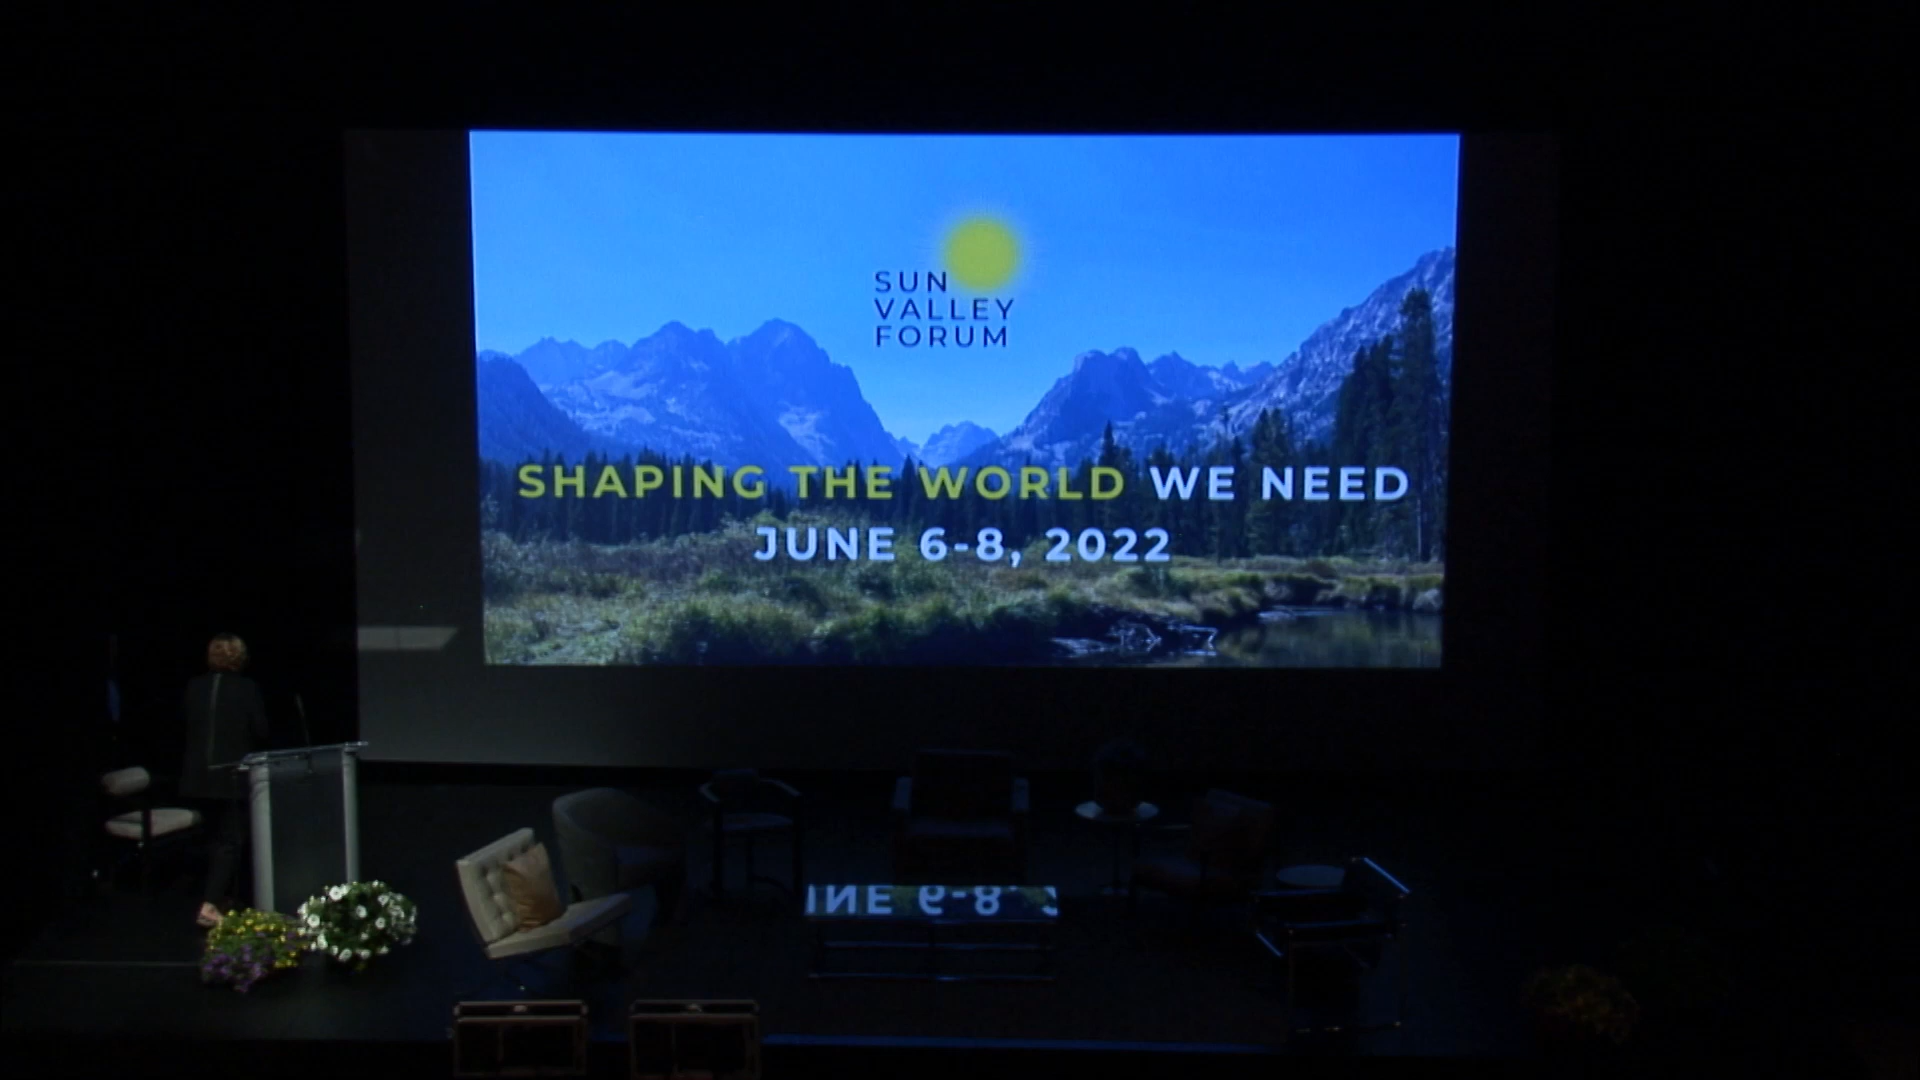 SUN
VALLEY
FORUM
SHAPING THE WORLD WE NEED
JUNE 6-8, 2022